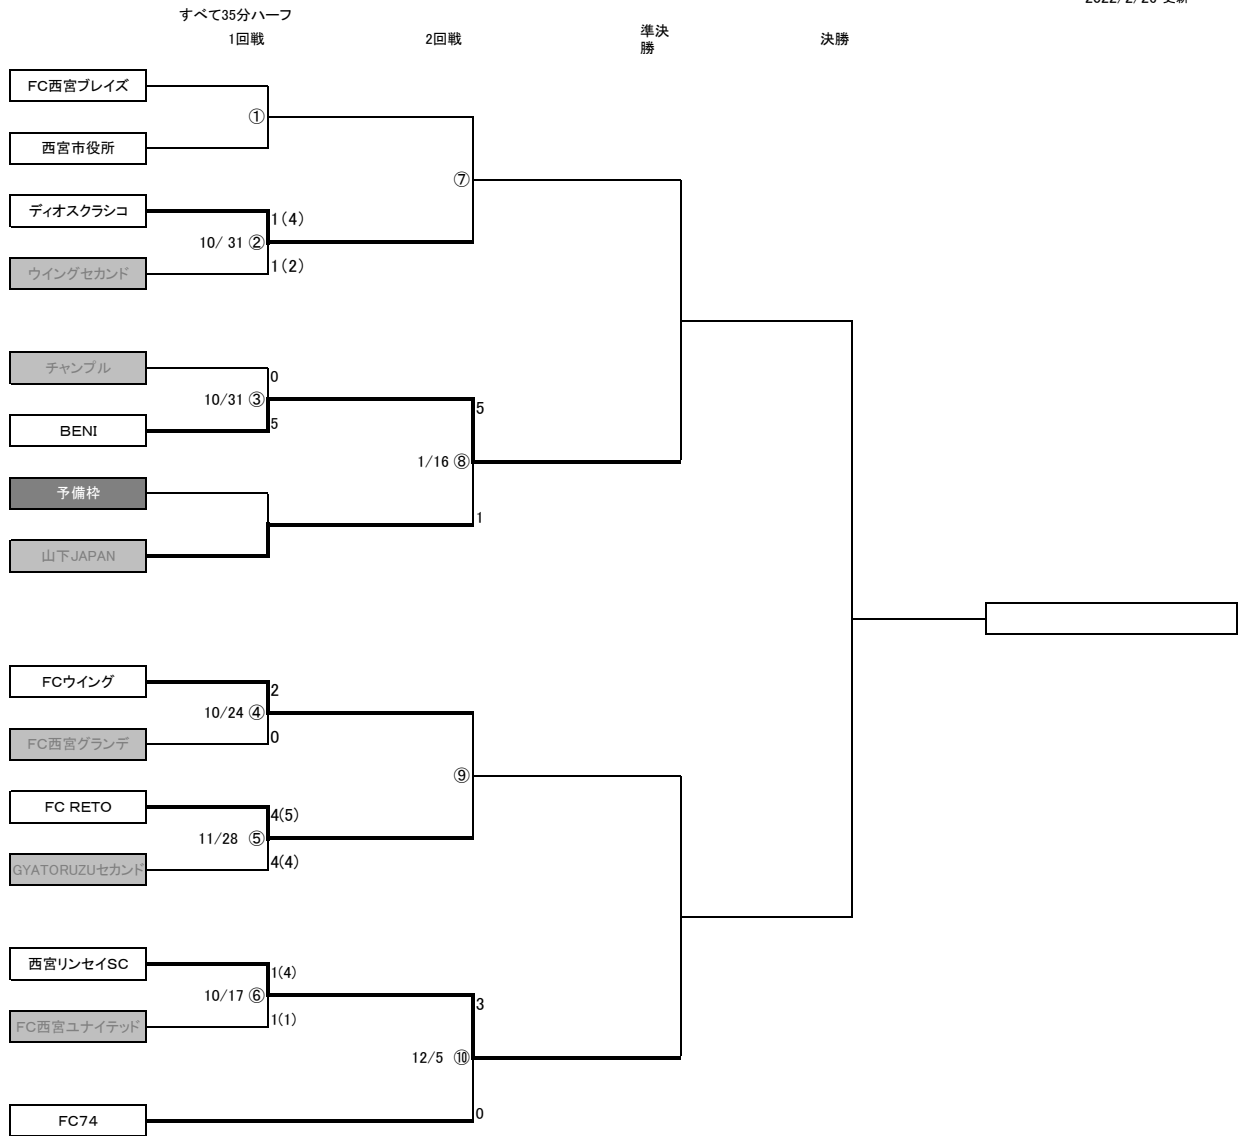 2022/2/20 更新
すべて35分ハーフ
1回戦
2回戦
準決
勝
決勝
FC西宮ブレイズ
①
西宮市役所
⑦
ディオスクラシコ
1(4)
10/ 31 ②
ウイングセカンド
1(2)
チャンプル
0
10/31 ③
5
BENI
5
1/16 ⑧
予備枠
1
山下JAPAN
FCウイング
2
10/24 ④
FC西宮グランデ
0
⑨
FC RETO
4(5)
11/28 ⑤
GYATORUZUセカンド
4(4)
西宮リンセイSC
1(4)
10/17 ⑥
3
FC西宮ユナイテッド
1(1)
12/5 ⑩
FC74
0